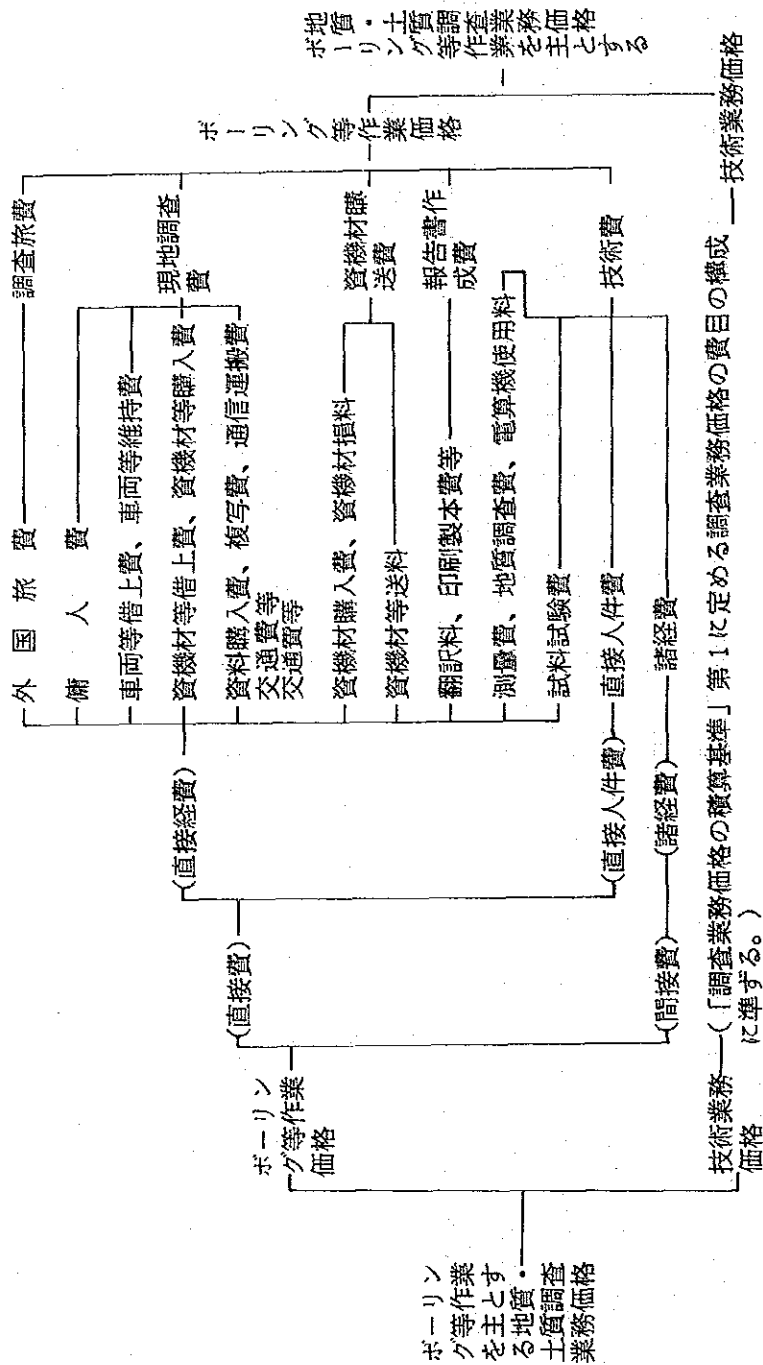 ボーリン
グ等作業
を主とす
る地質・
土質調査
業務価格
ボーリン
グ等作業
価格
(直接費)
(間接費)
(直接経費)
(直接人件費)
(諸経費)
外国旅費
傭人費
車両等借上費、車両等維持費
資機材等借上費、資機材等購入費
資料購入費、複写費、通信運搬費
交通費等
交通費等
資機材購入費、資機材損料
資機材等送料
翻訳料、印刷製本費等
測量費、地質調査費、電算機使用料
試料試験費
直接人件費
諸経費
調査旅費
現地調査
費
資機材購
送費
報告書作
成費
技術費
ボーリング等作業価格
ボーリング等作業を主とする
地質・土質調査業務価格
技術業務
価格
(「調査業務価格の積算基準」第1に定める調査業務価格の費目の構成
に準ずる。)
技術業務価格